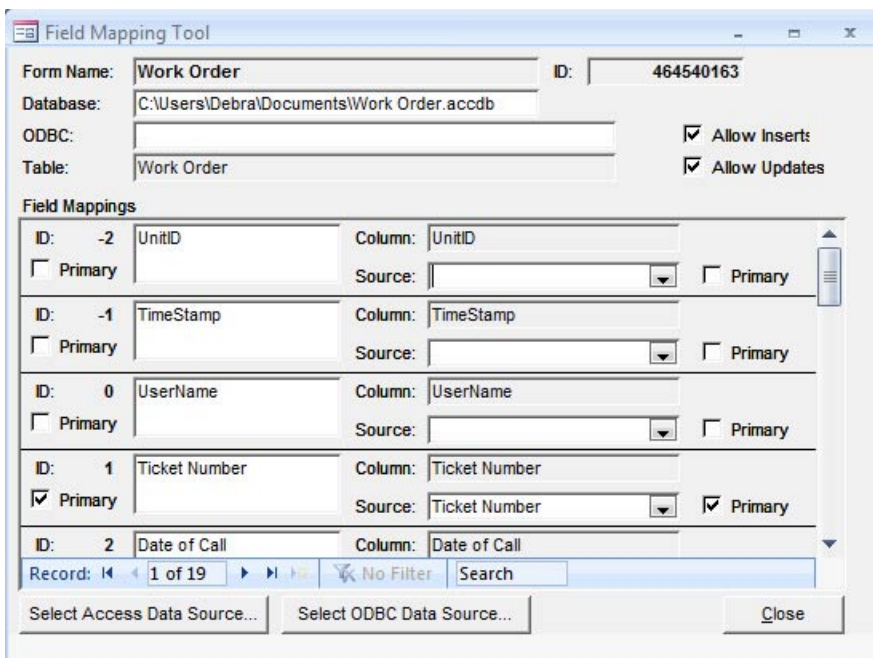 Field Mapping Tool
Form Name: Work Order ID: 464540163
Database: C:\Users\Debra\Documents\Work Order.accdb
ODBC: Allow Inserts
Table: Work Order Allow Updates
Field Mappings
ID: -2 UnitID Column: UnitID
Primary Source: Primary
ID: -1 TimeStamp Column: TimeStamp
Primary Source: Primary
ID: 0 UserName Column: UserName
Primary Source: Primary
ID: 1 Ticket Number Column: Ticket Number
Primary Source: Ticket Number Primary
ID: 2 Date of Call Column: Date of Call
Record: 1 of 19 No Filter Search
Select Access Data Source... Select ODBC Data Source... Close